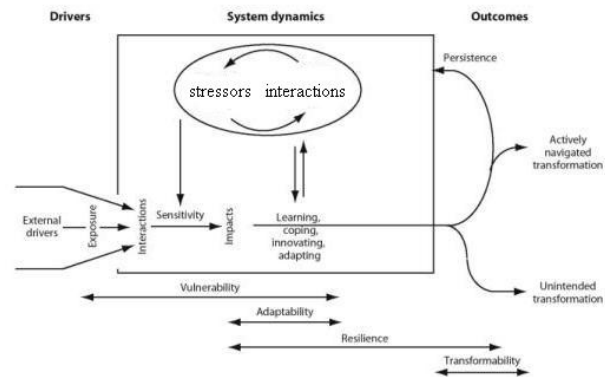 Drivers
System dynamics
Outcomes
stressors interactions
Persistence
Actively
navigated
transformation
External
drivers
Exposure
Interactions
Sensitivity
Impacts
Learning,
coping,
innovating,
adapting
Unintended
transformation
Vulnerability
Adaptability
Resilience
Transformability